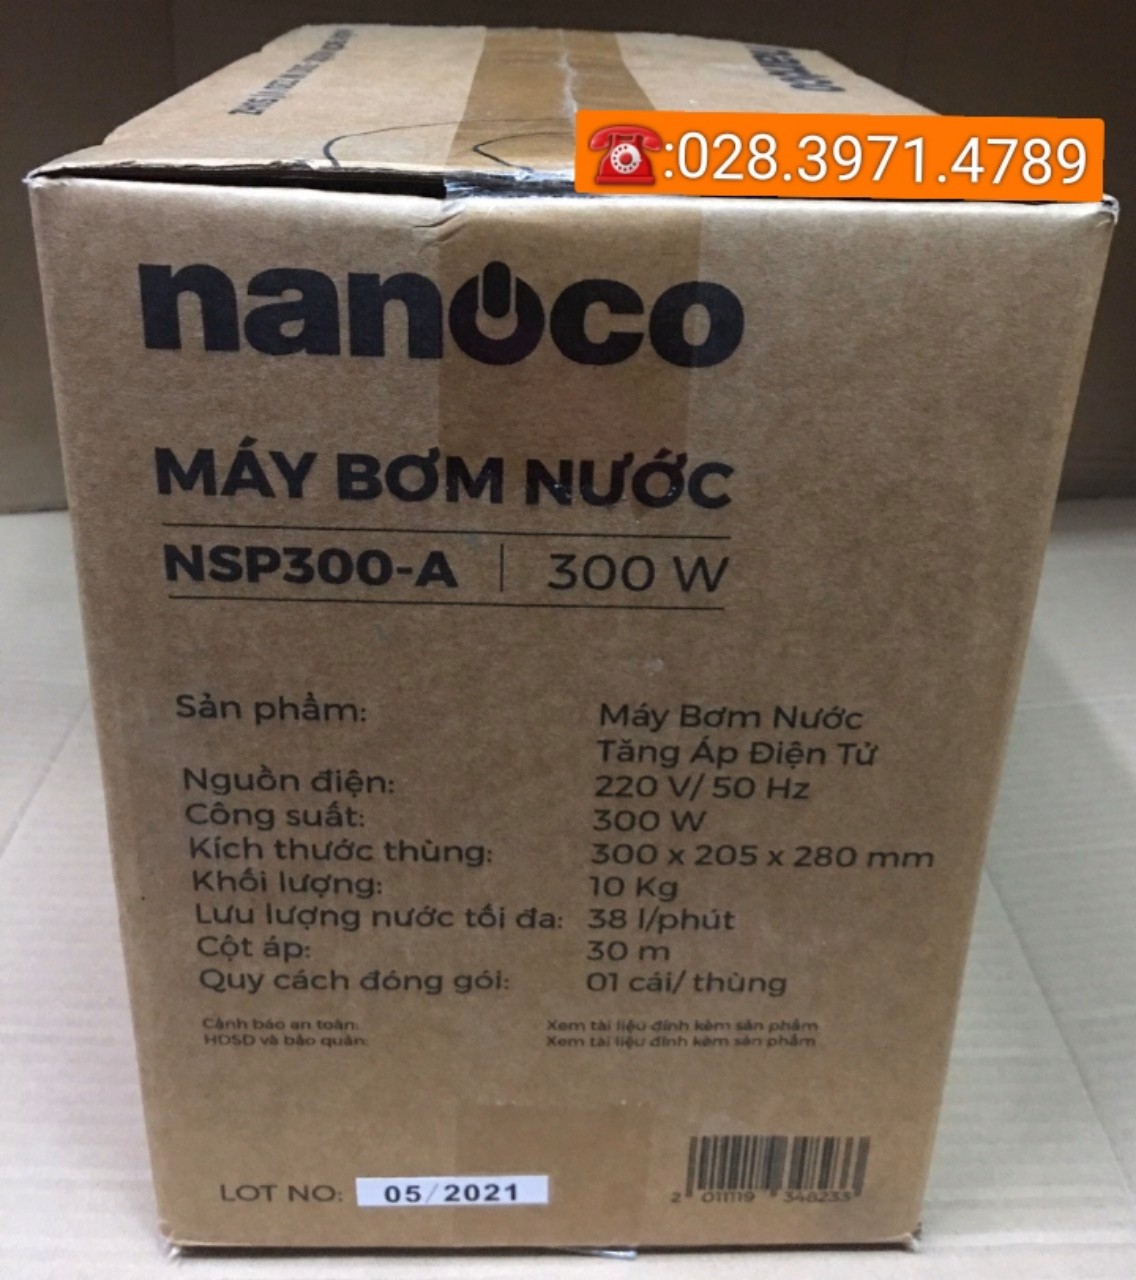 nanoco
☎:028.3971.4789
nanoco
MÁY BƠM NƯỚC
NSP300-A | 300 W
Sản phẩm: Máy Bơm Nước
Tăng Áp Điện Tử
Nguồn điện: 220 V/ 50 Hz
Công suất: 300 W
Kích thước thùng: 300 x 205 x 280 mm
Khối lượng: 10 Kg
Lưu lượng nước tối đa: 38 l/phút
Cột áp: 30 m
Quy cách đóng gói: 01 cái/ thùng
Cảnh báo an toàn: Xem tài liệu đính kèm sản phẩm
HDSD và bảo quản: Xem tài liệu đính kèm sản phẩm
LOT NO: 05/2021
2 011119 348233